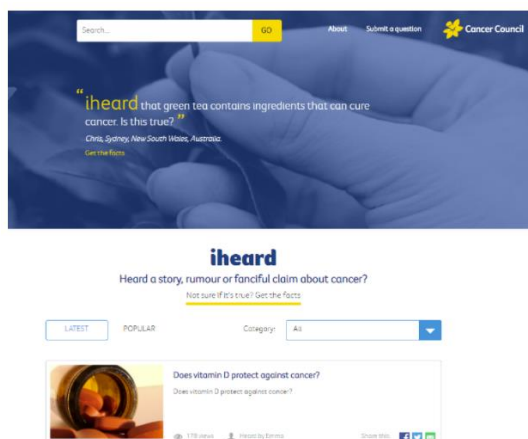 Search...
GO
About
Submit a question
Cancer Council
“iheard that green tea contains ingredients that can cure
cancer. Is this true? ”
Chris, Sydney, New South Wales, Australia.
Get the facts
iheard
Heard a story, rumour or fanciful claim about cancer?
Not sure if it's true? Get the facts
LATEST
POPULAR
Category:
All
Does vitamin D protect against cancer?
Does vitamin D protect against cancer?
178 views
Heard by Emma
Share this: